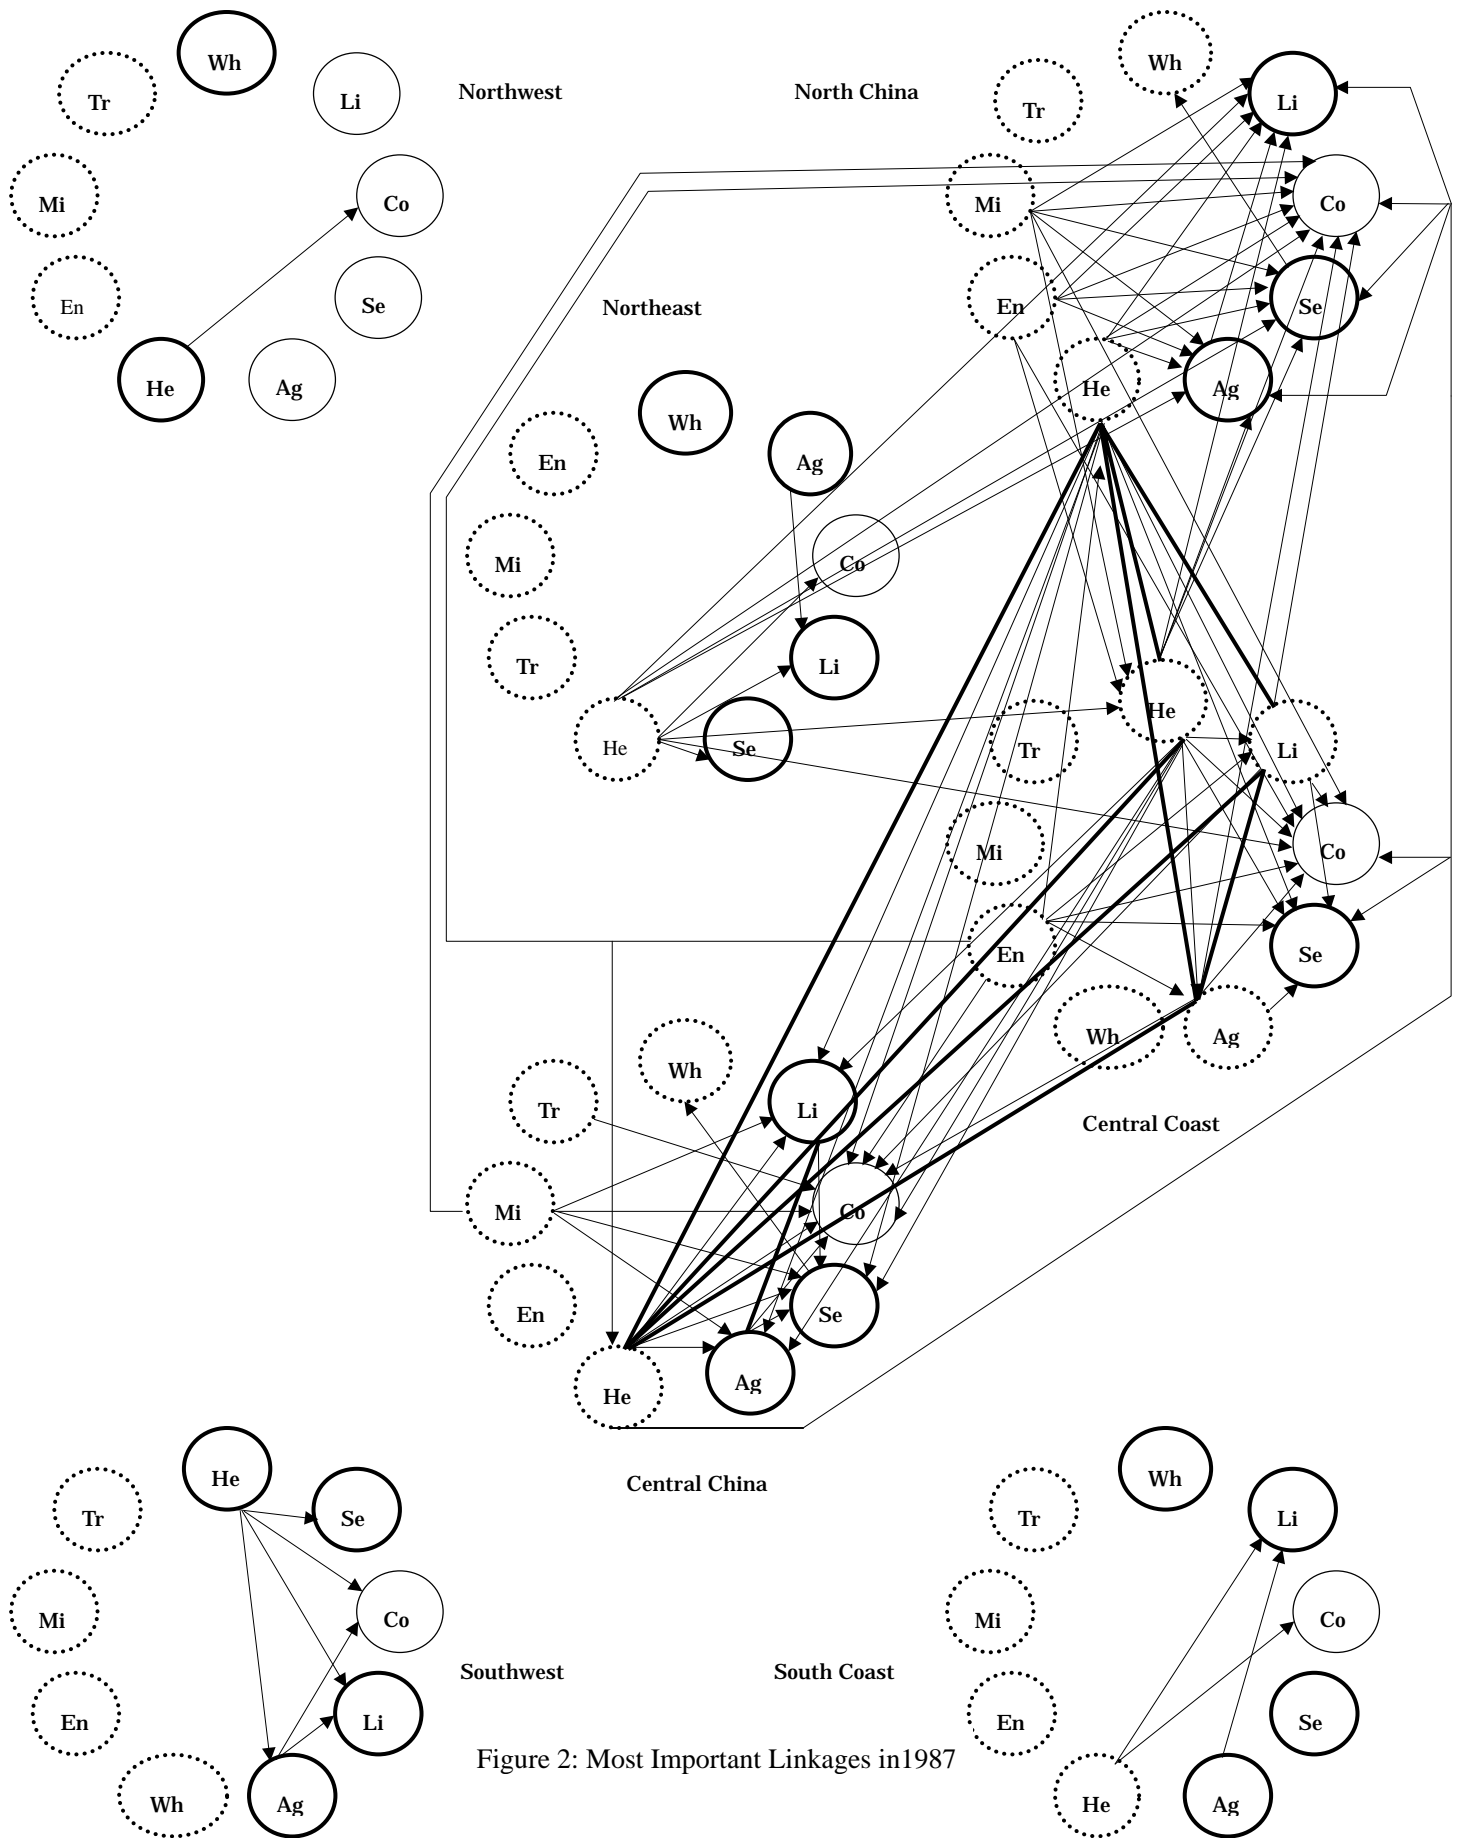 Wh
Tr
Li
Northwest
Mi
Co
En
Se
He
Ag
North China
Wh
Tr
Li
Mi
Co
En
Se
He
Ag
Northeast
Wh
En
Ag
Mi
Co
Tr
Li
He
Se
He
Tr
Li
Mi
Co
En
Se
Wh
Ag
Central Coast
Wh
Tr
Li
Mi
Co
En
Se
He
Ag
Central China
He
Tr
Se
Mi
Co
Southwest
En
Li
Wh
Ag
Wh
Tr
Li
Mi
Co
South Coast
En
Se
He
Ag
Figure 2: Most Important Linkages in1987